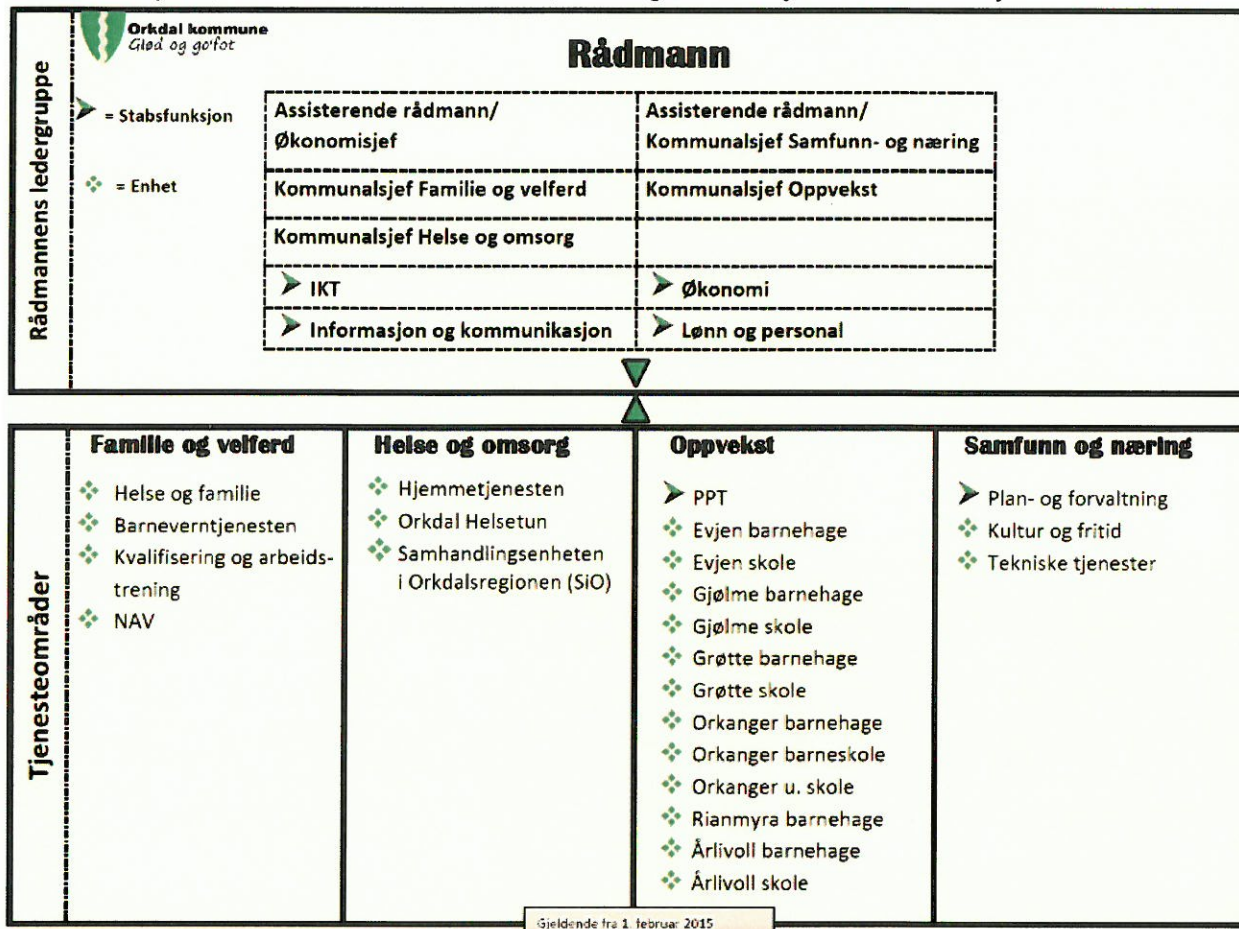 Orkdal kommune
Glød og go'fot
Rådmann
Rådmannens ledergruppe
= Stabsfunksjon
= Enhet
Assisterende rådmann/
Økonomisjef
Assisterende rådmann/
Kommunalsjef Samfunn- og næring
Kommunalsjef Familie og velferd
Kommunalsjef Oppvekst
Kommunalsjef Helse og omsorg
IKT
Økonomi
Informasjon og kommunikasjon
Lønn og personal
Tjenesteområder
Familie og velferd
Helse og familie
Barneverntjenesten
Kvalifisering og arbeids-
trening
NAV
Helse og omsorg
Hjemmetjenesten
Orkdal Helsetun
Samhandlingsenheten
i Orkdalsregionen (SiO)
Oppvekst
PPT
Evjen barnehage
Evjen skole
Gjølme barnehage
Gjølme skole
Grøtte barnehage
Grøtte skole
Orkanger barnehage
Orkanger barneskole
Orkanger u. skole
Rianmyra barnehage
Årlivoll barnehage
Årlivoll skole
Samfunn og næring
Plan- og forvaltning
Kultur og fritid
Tekniske tjenester
Gjeldende fra 1. februar 2015